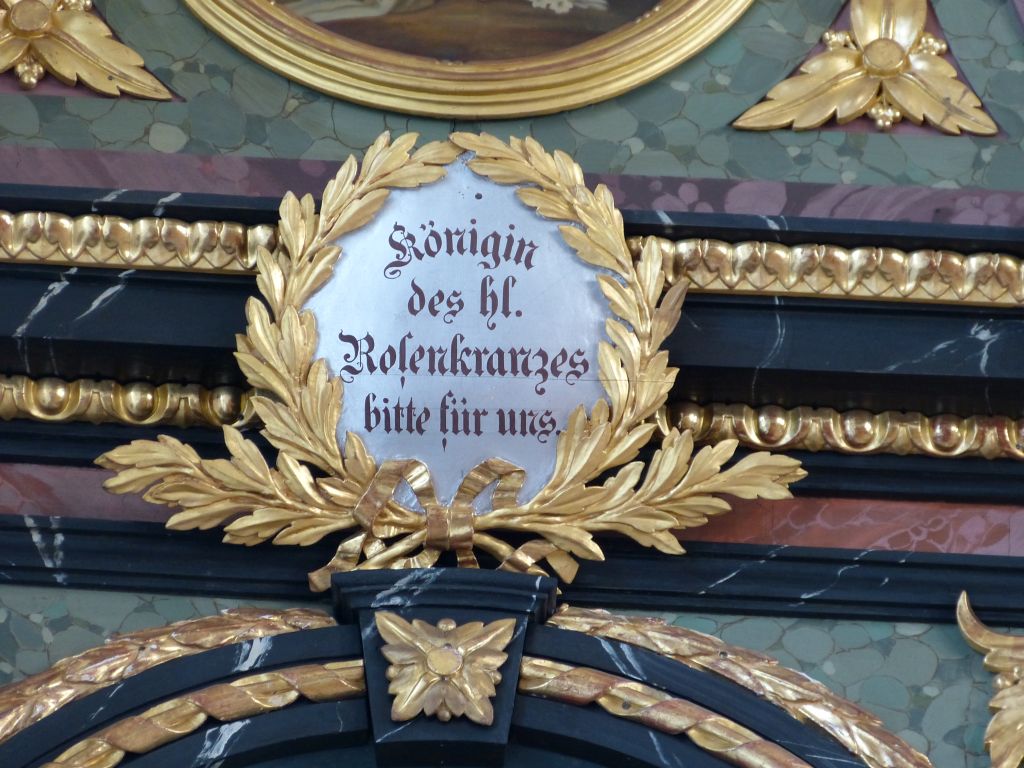 Königin
des hl.
Roſenkranzes
bitte für uns.